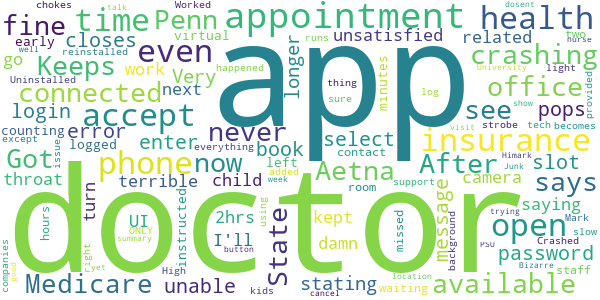 chokes Worked talk dosent
time Penn appointment health
fine early virtual unsatisfied related two
closes even runs well nurse
Keeps longer happened app crashing
go work thing minutes sure log University light show
connected Very next office
reinstalled Uninstalled
login accept never see pops
counting error enter select strobe tech becomes
logged everything visit
issue book contact insurance
except now left Aetna After slot provided
Got phone added week room support message camera Himark Junk
throat terrible child using open says
turn UI 2hrs kept missed saying
hours instructed I'll State damn background password
ONLY button stating trying Mark slow
companies right yet summary High doctor PSU Crashed Bizarre staff
good Medicare unable kids waiting location cancel available